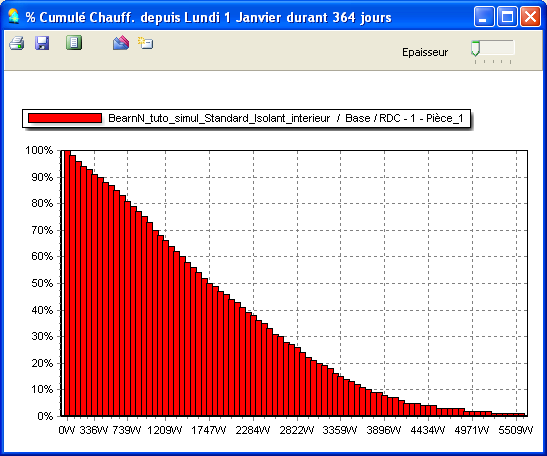 % Cumulé Chauff. depuis Lundi 1 Janvier durant 364 jours
Epaisseur
BearnN_tuto_simul_Standard_Isolant_interieur / Base / RDC - 1 - Pièce_1
100%
90%
80%
70%
60%
50%
40%
30%
20%
10%
0%
0W 336W 739W 1209W 1747W 2284W 2822W 3359W 3896W 4434W 4971W 5509W